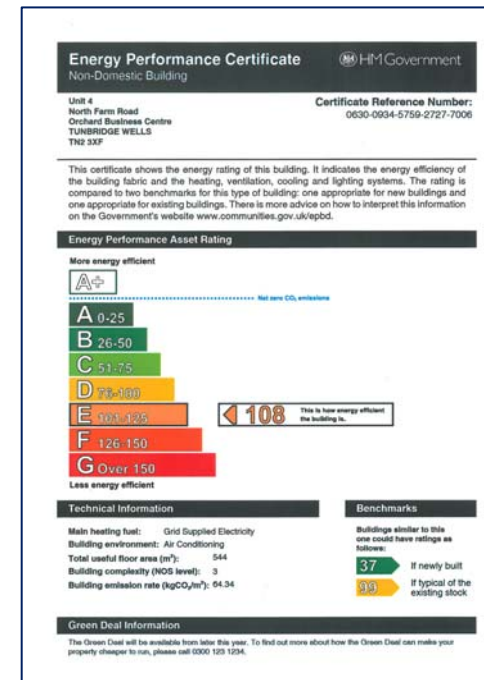 Energy Performance Certificate
Non-Domestic Building
HM Government
Unit 4
North Farm Road
Orchard Business Centre
TUNBRIDGE WELLS
TN2 3XF
Certificate Reference Number:
0630-0934-5759-2727-7006
This certificate shows the energy rating of this building. It indicates the energy efficiency of
the building fabric and the heating, ventilation, cooling and lighting systems. The rating is
compared to two benchmarks for this type of building: one appropriate for new buildings and
one appropriate for existing buildings. There is more advice on how to interpret this information
on the Government's website www.communities.gov.uk/epbd.
Energy Performance Asset Rating
More energy efficient
A+
Net zero CO₂ emissions
A 0-25
B 26-50
C 51-75
D 76-100
E 101-125
108
This is how energy efficient
the building is.
F 126-150
G Over 150
Less energy efficient
Technical Information
Main heating fuel: Grid Supplied Electricity
Building environment: Air Conditioning
Total useful floor area (m²): 544
Building complexity (NOS level): 3
Building emission rate (kgCO₂/m²): 64.34
Benchmarks
Buildings similar to this
one could have ratings as
follows:
37 If newly built
99 If typical of the
existing stock
Green Deal Information
The Green Deal will be available from later this year. To find out more about how the Green Deal can make your
property cheaper to run, please call 0300 123 1234.